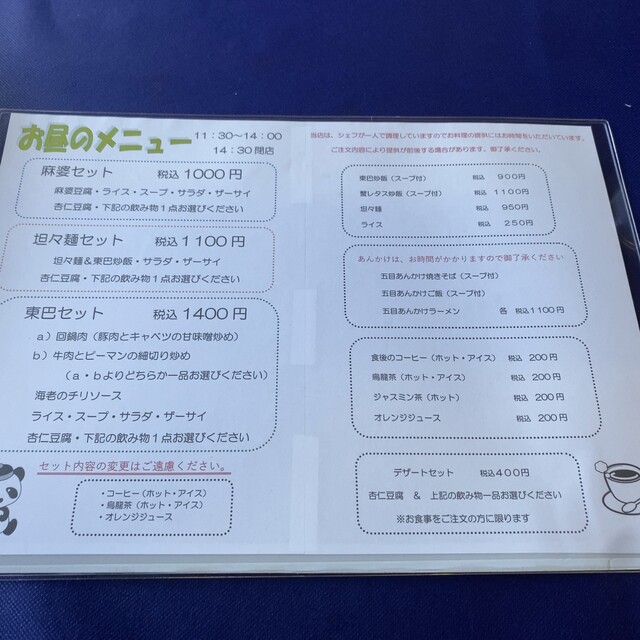 お昼のメニュー 11：30～14：00
14：30 閉店
麻婆セット 税込 1000 円
麻婆豆腐・ライス・スープ・サラダ・ザーサイ
杏仁豆腐・下記の飲み物１点お選びください
坦々麺セット 税込 1100 円
坦々麺＆東巴炒飯・サラダ・ザーサイ
杏仁豆腐・下記の飲み物１点お選びください
東巴セット 税込 1400 円
a）回鍋肉（豚肉とキャベツの甘味噌炒め）
b）牛肉とピーマンの細切り炒め
（a・bよりどちらか一品お選びください）
海老のチリソース
ライス・スープ・サラダ・ザーサイ
杏仁豆腐・下記の飲み物１点お選びください
セット内容の変更はご遠慮ください。
・コーヒー（ホット・アイス）
・烏龍茶（ホット・アイス）
・オレンジジュース
当店は、シェフが一人で調理していますのでお料理の提供にはお時間をいただいています。
ご注文内容により提供が前後する場合があります。御了承ください。
東巴炒飯（スープ付） 税込 900円
蟹レタス炒飯（スープ付） 税込 1100円
坦々麺 税込 950円
ライス 税込 250円
あんかけは、お時間がかかりますので御了承ください
五目あんかけ焼きそば（スープ付）
五目あんかけご飯（スープ付）
五目あんかけラーメン 各 税込1100円
食後のコーヒー（ホット・アイス） 税込 200円
烏龍茶（ホット・アイス） 税込 200円
ジャスミン茶（ホット） 税込 200円
オレンジジュース 税込 200円
デザートセット 税込400円
杏仁豆腐 ＆ 上記の飲み物一品お選びください
※お食事をご注文の方に限ります